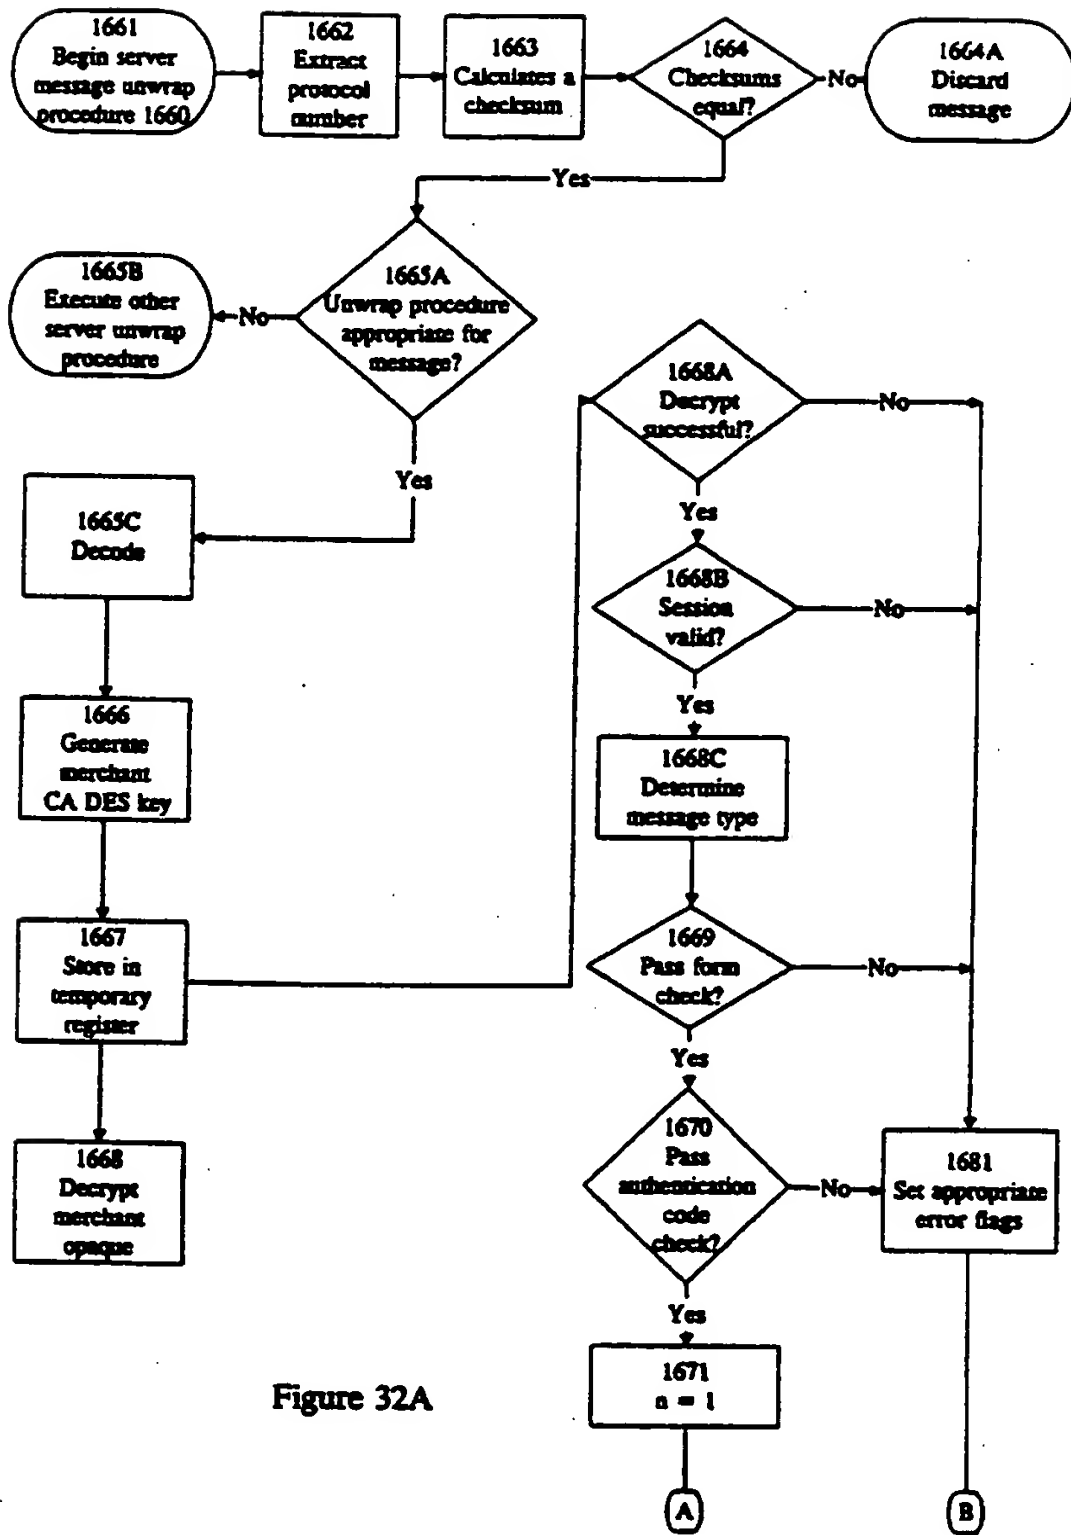 1661
Begin server
message unwrap
procedure 1660
1662
Extract
protocol
number
1663
Calculates a
checksum
1664
Checksums
equal?
No
1664A
Discard
message
Yes
1665A
Unwrap procedure
appropriate for
message?
No
1665B
Execute other
server unwrap
procedure
Yes
1665C
Decode
1666
Generate
merchant
CA DES key
1667
Store in
temporary
register
1668
Decrypt
merchant
opaque
1668A
Decrypt
successful?
No
Yes
1668B
Session
valid?
No
Yes
1668C
Determine
message type
1669
Pass form
check?
No
Yes
1670
Pass
authentication
code
check?
No
1681
Set appropriate
error flags
Yes
1671
n = 1
A
B
Figure 32A